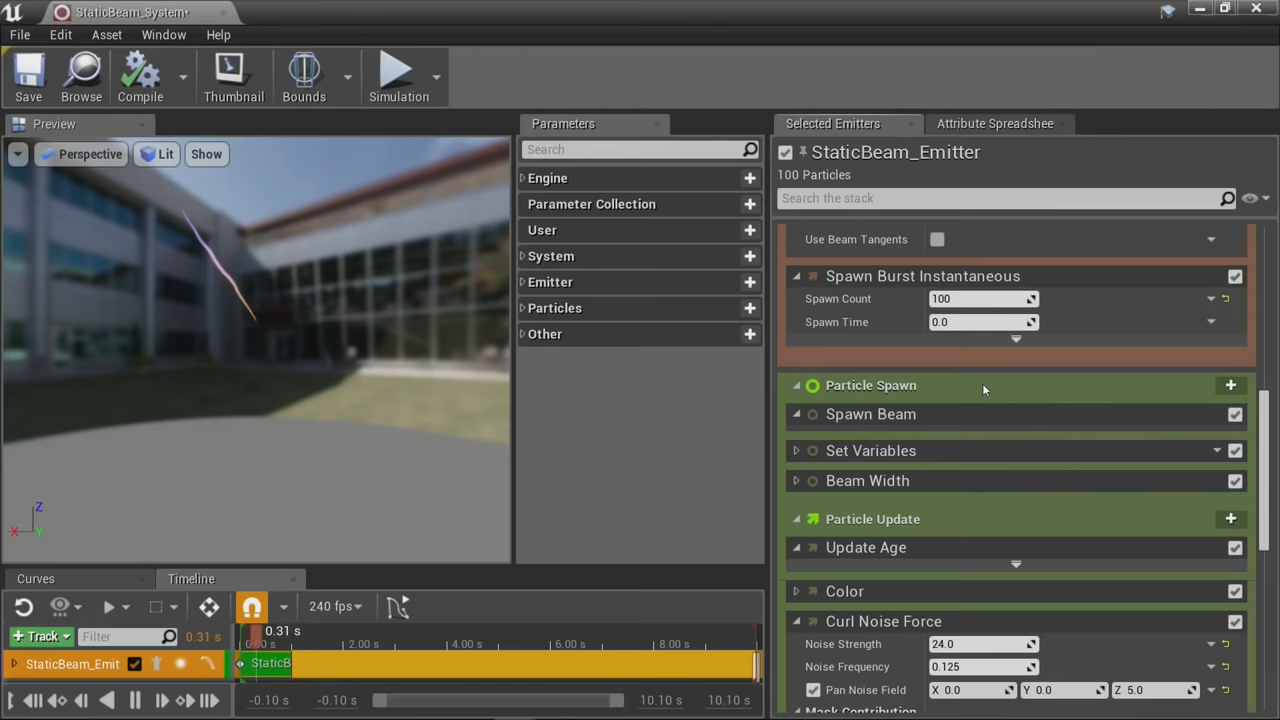 StaticBeam_System*
File Edit Asset Window Help
Save Browse Compile Thumbnail Bounds Simulation
Preview
Perspective Lit Show
X Z Y
Curves Timeline
240 fps
0.31 s
+ Track Filter 0.31 s 0.00 s 2.00 s 4.00 s 6.00 s 8.00 s
StaticBeam_Emit StaticB
-0.10 s -0.10 s 10.10 s 10.10 s
Parameters
Search
Engine
Parameter Collection
User
System
Emitter
Particles
Other
Selected Emitters Attribute Spreadshee
StaticBeam_Emitter
100 Particles
Search the stack
Use Beam Tangents
Spawn Burst Instantaneous
Spawn Count 100
Spawn Time 0.0
Particle Spawn
Spawn Beam
Set Variables
Beam Width
Particle Update
Update Age
Color
Curl Noise Force
Noise Strength 24.0
Noise Frequency 0.125
Pan Noise Field X 0.0 Y 0.0 Z 5.0
Mask Contribution